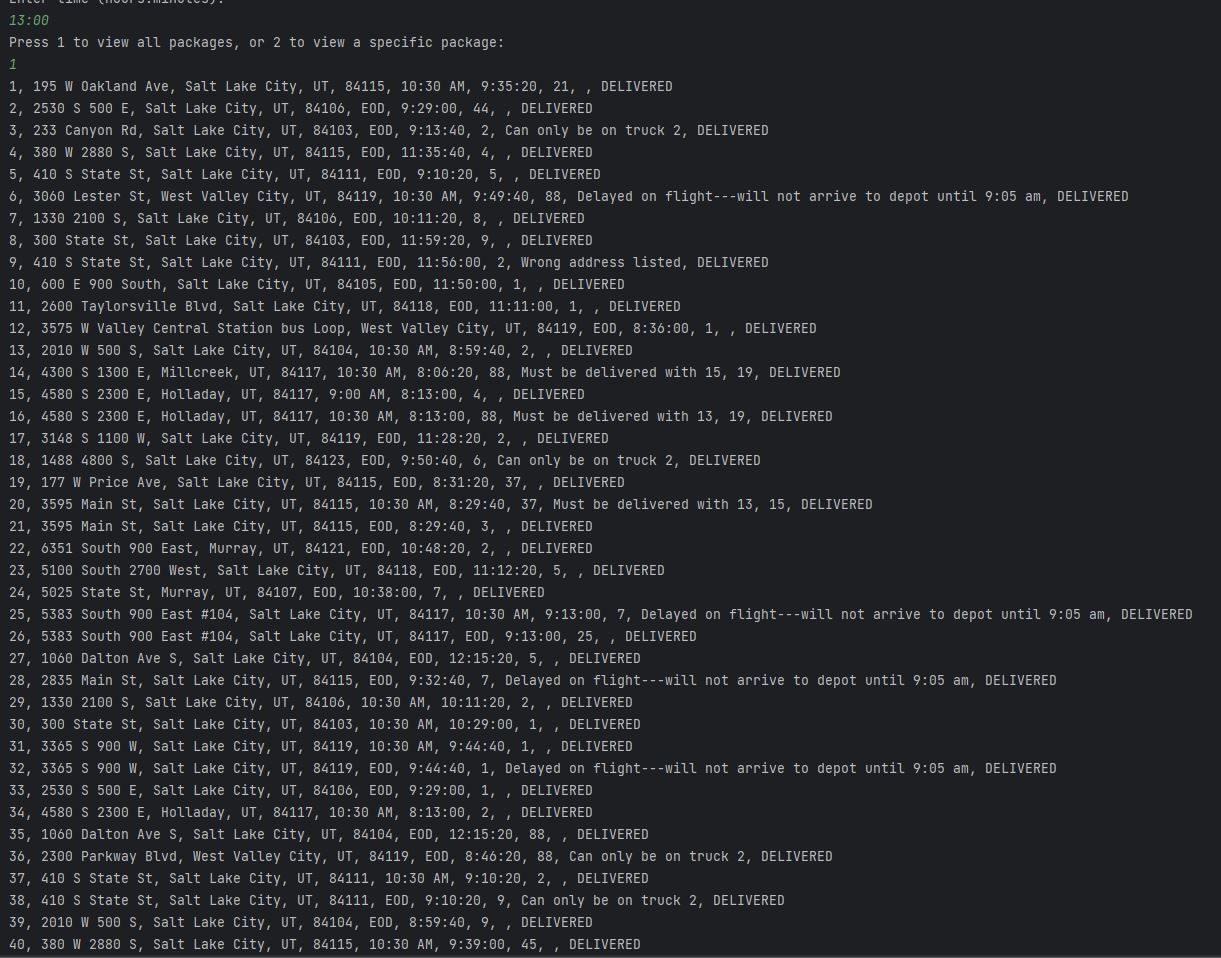 Enter time (hours:minutes):
13:00
Press 1 to view all packages, or 2 to view a specific package:
1
1, 195 W Oakland Ave, Salt Lake City, UT, 84115, 10:30 AM, 9:35:20, 21, , DELIVERED
2, 2530 S 500 E, Salt Lake City, UT, 84106, EOD, 9:29:00, 44, , DELIVERED
3, 233 Canyon Rd, Salt Lake City, UT, 84103, EOD, 9:13:40, 2, Can only be on truck 2, DELIVERED
4, 380 W 2880 S, Salt Lake City, UT, 84115, EOD, 11:35:40, 4, , DELIVERED
5, 410 S State St, Salt Lake City, UT, 84111, EOD, 9:10:20, 5, , DELIVERED
6, 3060 Lester St, West Valley City, UT, 84119, 10:30 AM, 9:49:40, 88, Delayed on flight---will not arrive to depot until 9:05 am, DELIVERED
7, 1330 2100 S, Salt Lake City, UT, 84106, EOD, 10:11:20, 8, , DELIVERED
8, 300 State St, Salt Lake City, UT, 84103, EOD, 11:59:20, 9, , DELIVERED
9, 410 S State St, Salt Lake City, UT, 84111, EOD, 11:56:00, 2, Wrong address listed, DELIVERED
10, 600 E 900 South, Salt Lake City, UT, 84105, EOD, 11:50:00, 1, , DELIVERED
11, 2600 Taylorsville Blvd, Salt Lake City, UT, 84118, EOD, 11:11:00, 1, , DELIVERED
12, 3575 W Valley Central Station bus Loop, West Valley City, UT, 84119, EOD, 8:36:00, 1, , DELIVERED
13, 2010 W 500 S, Salt Lake City, UT, 84104, 10:30 AM, 8:59:40, 2, , DELIVERED
14, 4300 S 1300 E, Millcreek, UT, 84117, 10:30 AM, 8:06:20, 88, Must be delivered with 15, 19, DELIVERED
15, 4580 S 2300 E, Holladay, UT, 84117, 9:00 AM, 8:13:00, 4, , DELIVERED
16, 4580 S 2300 E, Holladay, UT, 84117, 10:30 AM, 8:13:00, 88, Must be delivered with 13, 19, DELIVERED
17, 3148 S 1100 W, Salt Lake City, UT, 84119, EOD, 11:28:20, 2, , DELIVERED
18, 1488 4800 S, Salt Lake City, UT, 84123, EOD, 9:50:40, 6, Can only be on truck 2, DELIVERED
19, 177 W Price Ave, Salt Lake City, UT, 84115, EOD, 8:31:20, 37, , DELIVERED
20, 3595 Main St, Salt Lake City, UT, 84115, 10:30 AM, 8:29:40, 37, Must be delivered with 13, 15, DELIVERED
21, 3595 Main St, Salt Lake City, UT, 84115, EOD, 8:29:40, 3, , DELIVERED
22, 6351 South 900 East, Murray, UT, 84121, EOD, 10:48:20, 2, , DELIVERED
23, 5100 South 2700 West, Salt Lake City, UT, 84118, EOD, 11:12:20, 5, , DELIVERED
24, 5025 State St, Murray, UT, 84107, EOD, 10:38:00, 7, , DELIVERED
25, 5383 South 900 East #104, Salt Lake City, UT, 84117, 10:30 AM, 9:13:00, 7, Delayed on flight---will not arrive to depot until 9:05 am, DELIVERED
26, 5383 South 900 East #104, Salt Lake City, UT, 84117, EOD, 9:13:00, 25, , DELIVERED
27, 1060 Dalton Ave S, Salt Lake City, UT, 84104, EOD, 12:15:20, 5, , DELIVERED
28, 2835 Main St, Salt Lake City, UT, 84115, EOD, 9:32:40, 7, Delayed on flight---will not arrive to depot until 9:05 am, DELIVERED
29, 1330 2100 S, Salt Lake City, UT, 84106, 10:30 AM, 10:11:20, 2, , DELIVERED
30, 300 State St, Salt Lake City, UT, 84103, 10:30 AM, 10:29:00, 1, , DELIVERED
31, 3365 S 900 W, Salt Lake City, UT, 84119, 10:30 AM, 9:44:40, 1, , DELIVERED
32, 3365 S 900 W, Salt Lake City, UT, 84119, EOD, 9:44:40, 1, Delayed on flight---will not arrive to depot until 9:05 am, DELIVERED
33, 2530 S 500 E, Salt Lake City, UT, 84106, EOD, 9:29:00, 1, , DELIVERED
34, 4580 S 2300 E, Holladay, UT, 84117, 10:30 AM, 8:13:00, 2, , DELIVERED
35, 1060 Dalton Ave S, Salt Lake City, UT, 84104, EOD, 12:15:20, 88, , DELIVERED
36, 2300 Parkway Blvd, West Valley City, UT, 84119, EOD, 8:46:20, 88, Can only be on truck 2, DELIVERED
37, 410 S State St, Salt Lake City, UT, 84111, 10:30 AM, 9:10:20, 2, , DELIVERED
38, 410 S State St, Salt Lake City, UT, 84111, EOD, 9:10:20, 9, Can only be on truck 2, DELIVERED
39, 2010 W 500 S, Salt Lake City, UT, 84104, EOD, 8:59:40, 9, , DELIVERED
40, 380 W 2880 S, Salt Lake City, UT, 84115, 10:30 AM, 9:39:00, 45, , DELIVERED